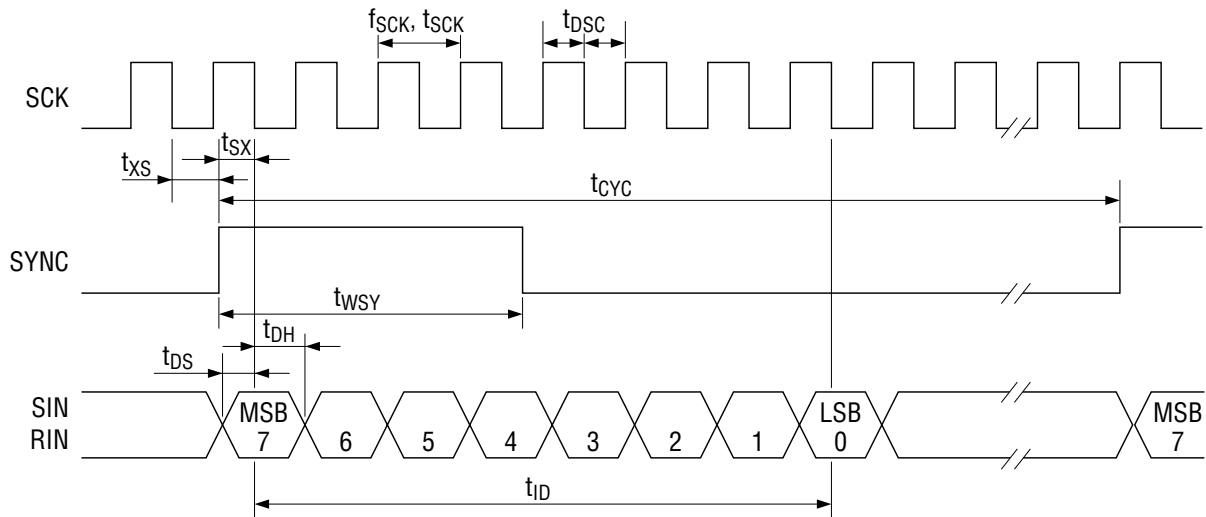 fSCK, tSCK
tDSC
SCK
tSX
tXS
tCYC
SYNC
tWSY
tDH
tDS
SIN
RIN
MSB
7
6
5
4
3
2
1
LSB
0
MSB
7
tID